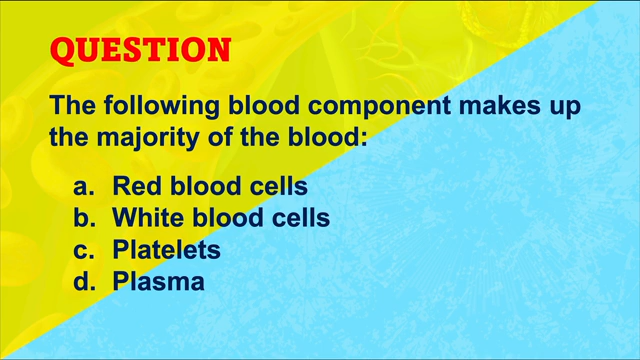 QUESTION
The following blood component makes up
the majority of the blood:
a. Red blood cells
b. White blood cells
c. Platelets
d. Plasma